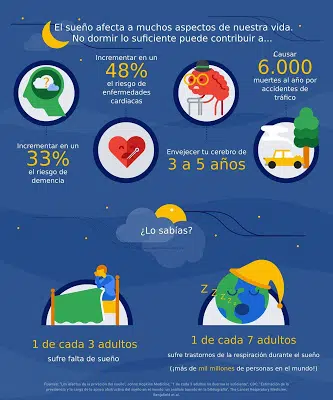 El sueño afecta a muchos aspectos de nuestra vida.
No dormir lo suficiente puede contribuir a...
Incrementar en un
48%
el riesgo de
enfermedades
cardiacas
Causar
6.000
muertes al año por
accidentes de
tráfico
Incrementar en un
33%
el riesgo de
demencia
Envejecer tu cerebro de
3 a 5 años
¿Lo sabías?
?
Z Z Z Z
1 de cada 3 adultos
sufre falta de sueño
1 de cada 7 adultos
sufre trastornos de la respiración durante el sueño
(¡más de mil millones de personas en el mundo!)